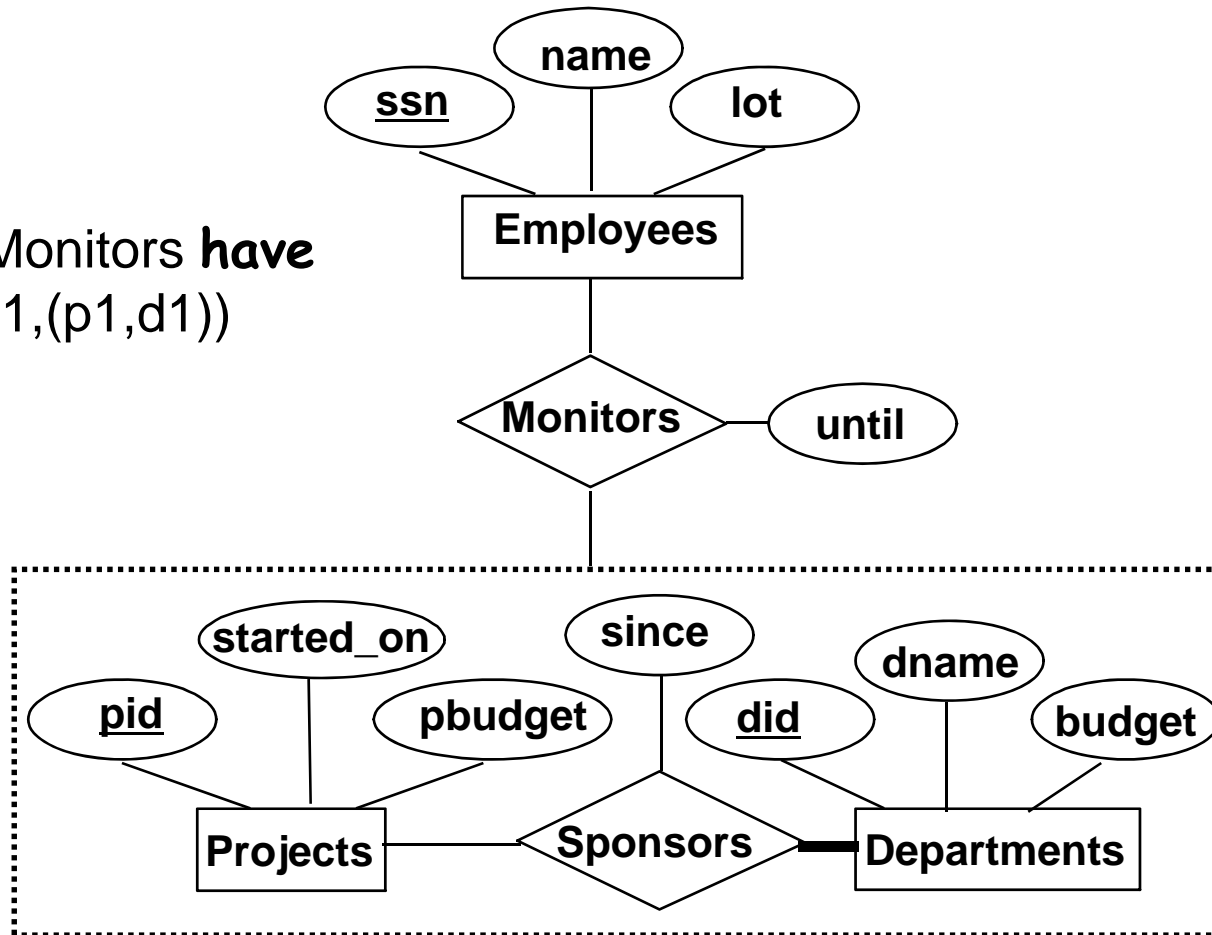 name
ssn
lot
Employees
Monitors have
1,(p1,d1))
Monitors
until
started_on
since
dname
pid
pbudget
did
budget
Projects
Sponsors
Departments